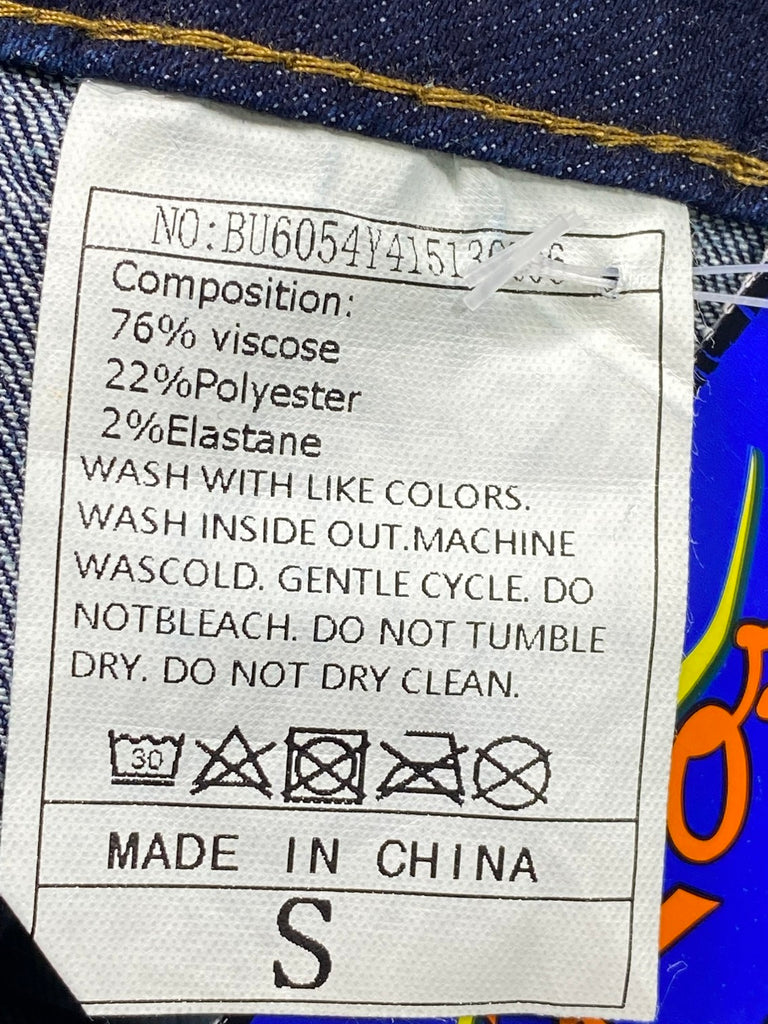 Composition:
76% viscose
22%Polyester
2%Elastane
WASH WITH LIKE COLORS.
WASH INSIDE OUT.MACHINE
WASCOLD. GENTLE CYCLE. DO
NOTBLEACH. DO NOT TUMBLE
DRY. DO NOT DRY CLEAN.
30
MADE IN CHINA
S